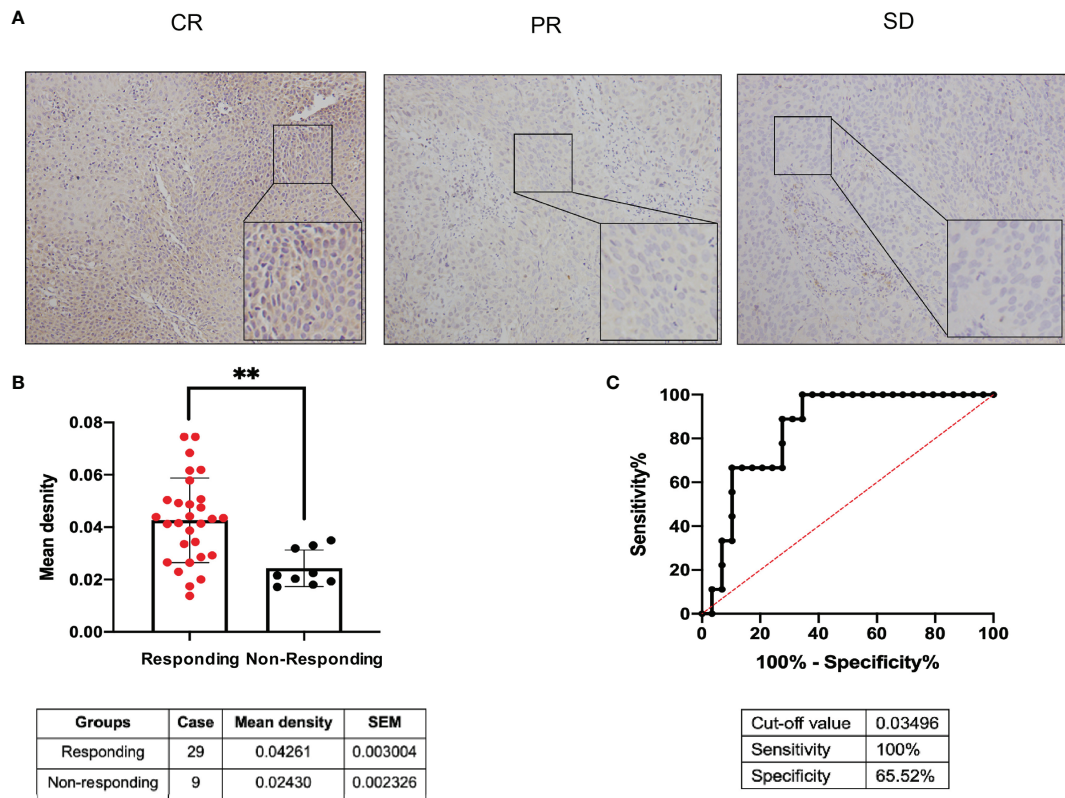 A
CR
PR
SD
B
**
0.08
0.06
0.04
0.02
0.00
Mean desnity
Responding
Non-Responding
Groups Case Mean density SEM
Responding 29 0.04261 0.003004
Non-responding 9 0.02430 0.002326
C
100
80
60
40
20
0
Sensitivity%
0 20 40 60 80 100
100% - Specificity%
Cut-off value 0.03496
Sensitivity 100%
Specificity 65.52%